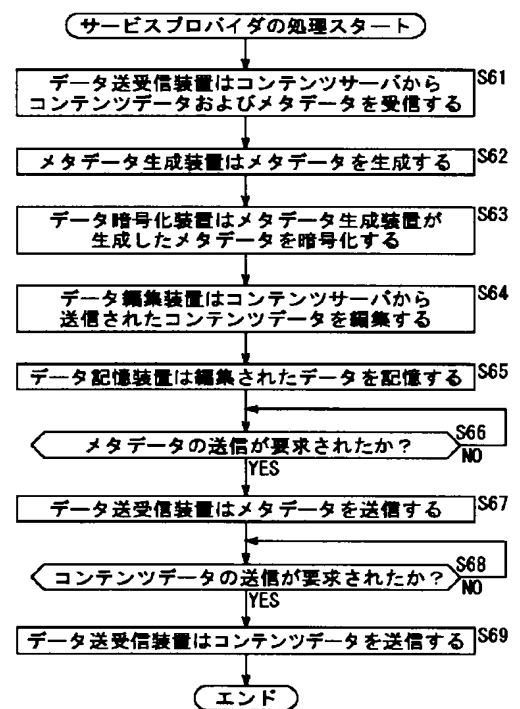 サービスプロバイダの処理スタート
データ送受信装置はコンテンツサーバから
コンテンツデータおよびメタデータを受信する
S61
メタデータ生成装置はメタデータを生成する
S62
データ暗号化装置はメタデータ生成装置が
生成したメタデータを暗号化する
S63
データ編集装置はコンテンツサーバから
送信されたコンテンツデータを編集する
S64
データ記憶装置は編集されたデータを記憶する
S65
メタデータの送信が要求されたか?
S66
NO
YES
データ送受信装置はメタデータを送信する
S67
コンテンツデータの送信が要求されたか?
S68
NO
YES
データ送受信装置はコンテンツデータを送信する
S69
エンド